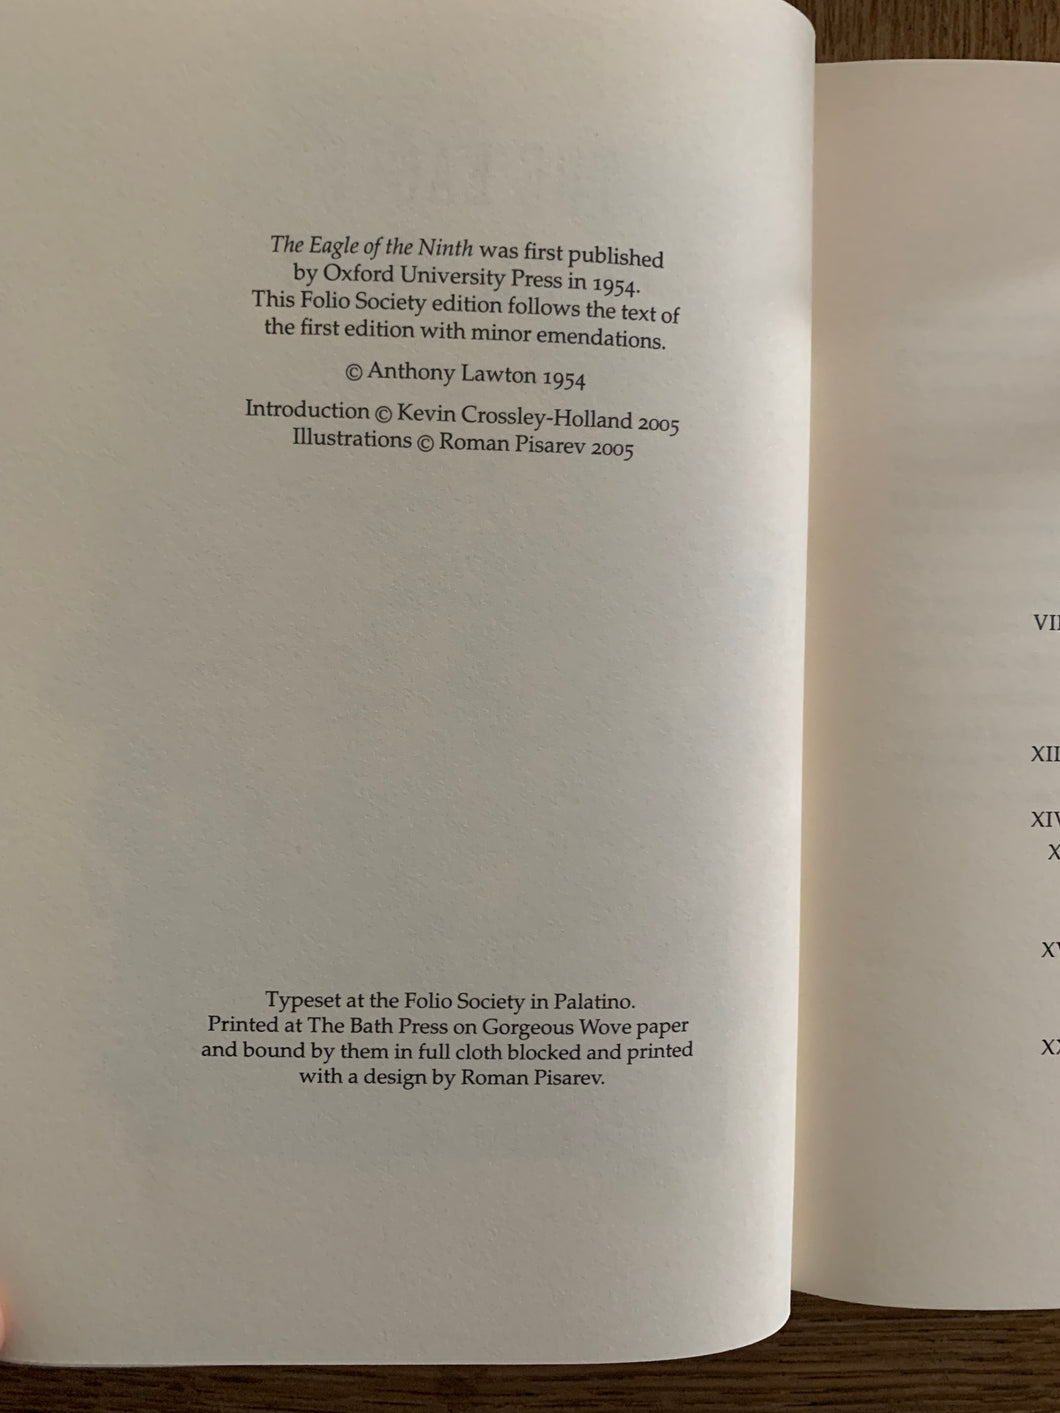 The Eagle of the Ninth was first published
by Oxford University Press in 1954.
This Folio Society edition follows the text of
the first edition with minor emendations.
© Anthony Lawton 1954
Introduction © Kevin Crossley-Holland 2005
Illustrations © Roman Pisarev 2005
Typeset at the Folio Society in Palatino.
Printed at The Bath Press on Gorgeous Wove paper
and bound by them in full cloth blocked and printed
with a design by Roman Pisarev.